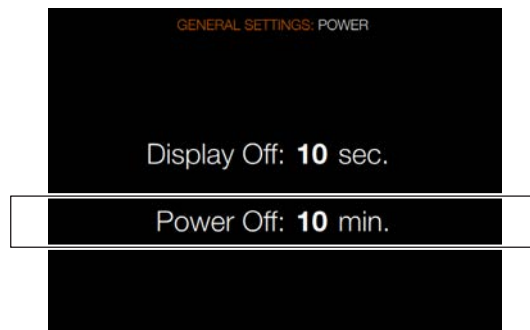 GENERAL SETTINGS: POWER
Display Off: 10 sec.
Power Off: 10 min.